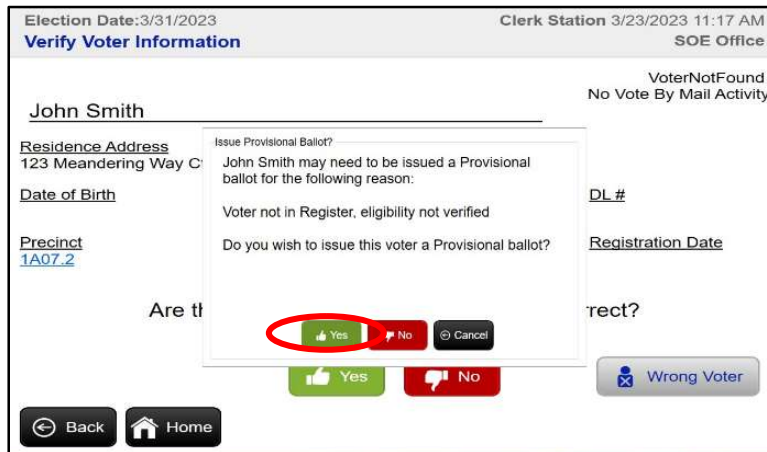 Election Date:3/31/2023 Clerk Station 3/23/2023 11:17 AM
Verify Voter Information SOE Office
VoterNotFound
No Vote By Mail Activity
John Smith
Residence Address
123 Meandering Way
Date of Birth
DL #
Precinct
1A07.2
Registration Date
Are
Issue Provisional Ballot?
John Smith may need to be issued a Provisional
ballot for the following reason:
Voter not in Register, eligibility not verified
Do you wish to issue this voter a Provisional ballot?
Yes No Cancel
Yes No Wrong Voter
Back Home